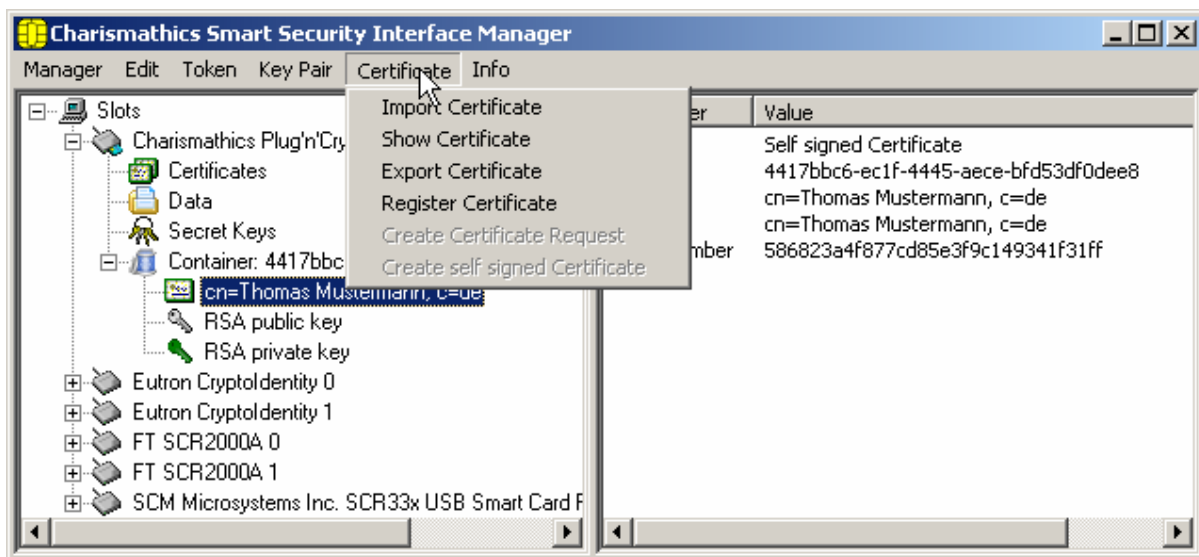 Charismathics Smart Security Interface Manager
Manager Edit Token Key Pair Certificate Info
Import Certificate
Show Certificate
Export Certificate
Register Certificate
Create Certificate Request
Create self signed Certificate
Slots
Charismathics Plug'n'Cry
Certificates
Data
Secret Keys
Container: 4417bbc
cn=Thomas Mustermann, c=de
RSA public key
RSA private key
Eutron CryptoIdentity 0
Eutron CryptoIdentity 1
FT SCR2000A 0
FT SCR2000A 1
SCM Microsystems Inc. SCR33x USB Smart Card R
er Value
Self signed Certificate
4417bbc6-ec1f-4445-aece-bfd53df0dee8
cn=Thomas Mustermann, c=de
cn=Thomas Mustermann, c=de
mber 586823a4f877cd85e3f9c149341f31ff